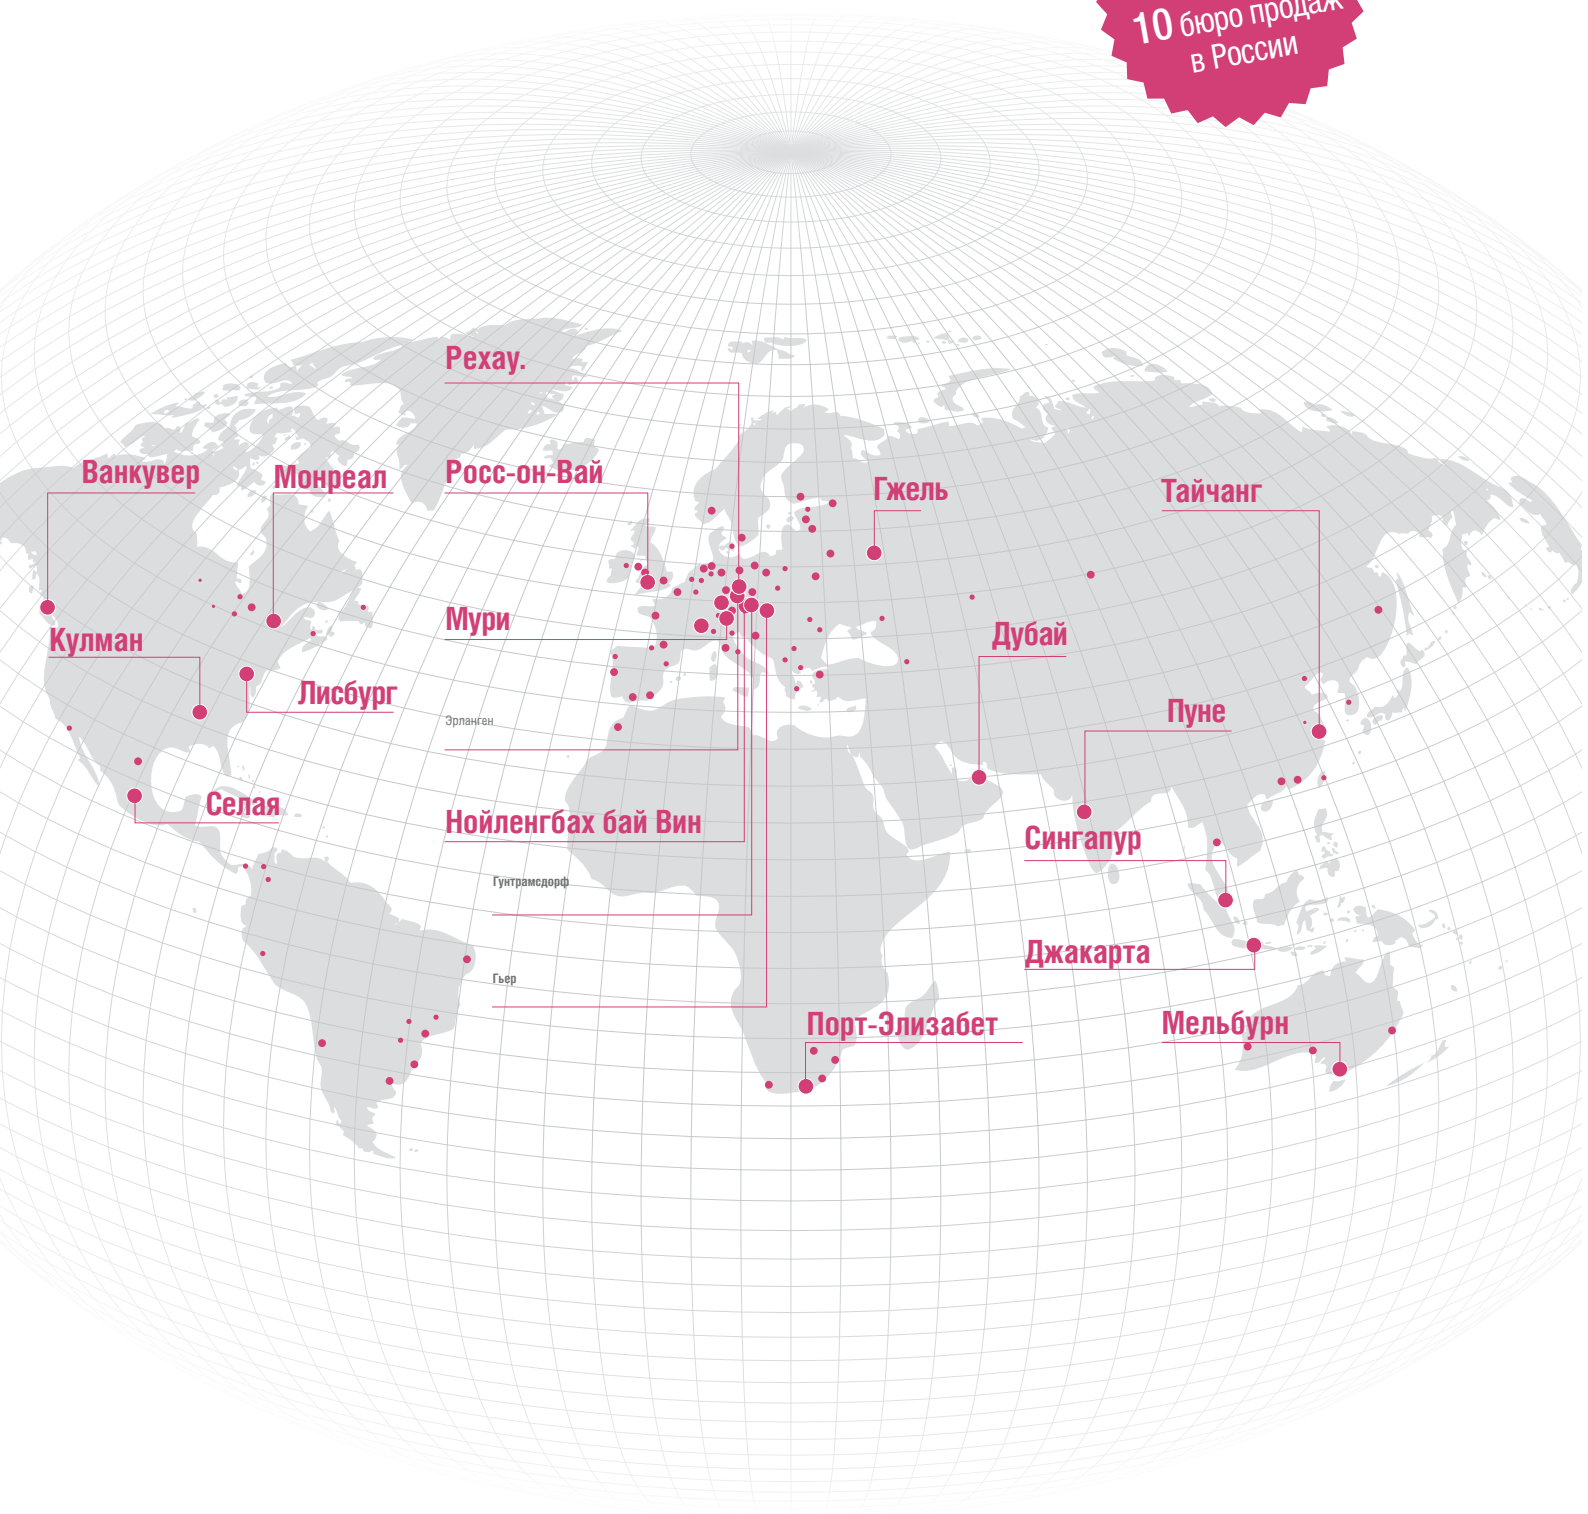 10 бюро продаж
в России
Рехау.
Ванкувер
Монреал
Росс-он-Вай
Гжель
Тайчанг
Мури
Кулман
Дубай
Лисбург
Эрланген
Пуне
Селая
Нойленгбах бай Вин
Сингапур
Гунтрамсдорф
Джакарта
Гьер
Порт-Элизабет
Мельбурн